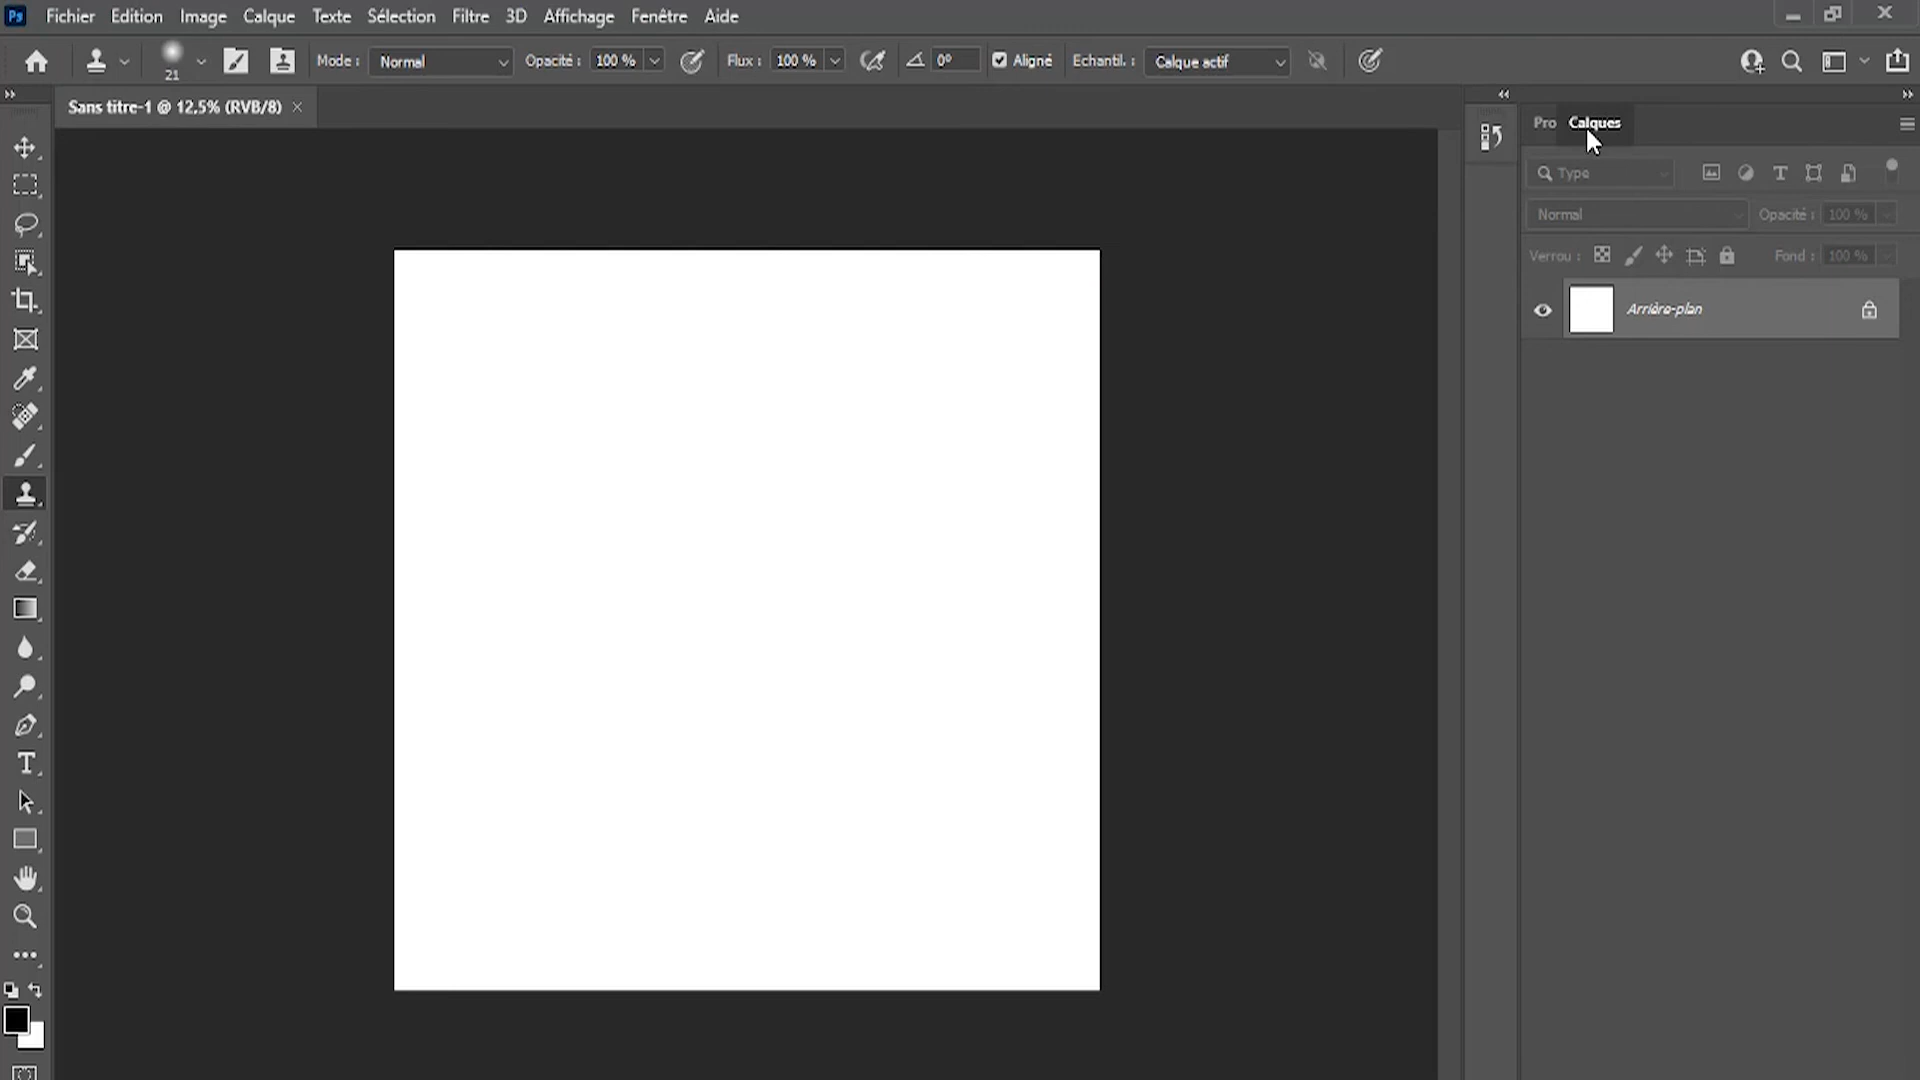 Ps Fichier Edition Image Calque Texte Sélection Filtre 3D Affichage Fenêtre Aide
21 Mode : Normal Opacité : 100 % Flux : 100 % 0° Aligné Echantil. : Calque actif
Sans titre-1 @ 12,5% (RVB/8)
Pro Calques
Type
Normal Opacité : 100 %
Verrou : Fond : 100 %
Arrière-plan